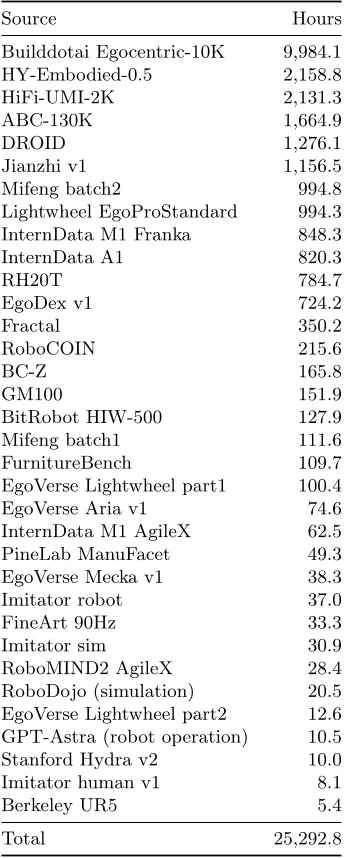 Source Hours
Builddotai Egocentric-10K 9,984.1
HY-Embodied-0.5 2,158.8
HiFi-UMI-2K 2,131.3
ABC-130K 1,664.9
DROID 1,276.1
Jianzhi v1 1,156.5
Mifeng batch2 994.8
Lightwheel EgoProStandard 994.3
InternData M1 Franka 848.3
InternData A1 820.3
RH20T 784.7
EgoDex v1 724.2
Fractal 350.2
RoboCOIN 215.6
BC-Z 165.8
GM100 151.9
BitRobot HIW-500 127.9
Mifeng batch1 111.6
FurnitureBench 109.7
EgoVerse Lightwheel part1 100.4
EgoVerse Aria v1 74.6
InternData M1 AgileX 62.5
PineLab ManuFacet 49.3
EgoVerse Mecka v1 38.3
Imitator robot 37.0
FineArt 90Hz 33.3
Imitator sim 30.9
RoboMIND2 AgileX 28.4
RoboDojo (simulation) 20.5
EgoVerse Lightwheel part2 12.6
GPT-Astra (robot operation) 10.5
Stanford Hydra v2 10.0
Imitator human v1 8.1
Berkeley UR5 5.4
Total 25,292.8